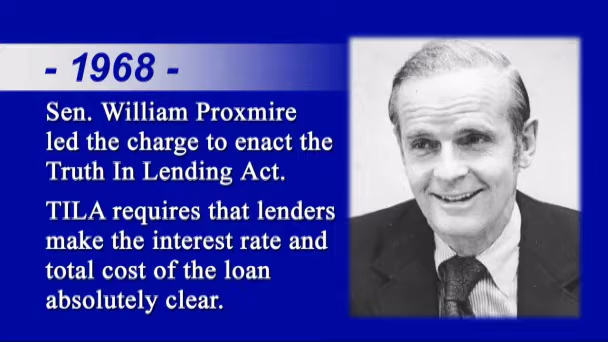 - 1968 -
Sen. William Proxmire
led the charge to enact the
Truth In Lending Act.
TILA requires that lenders
make the interest rate and
total cost of the loan
absolutely clear.